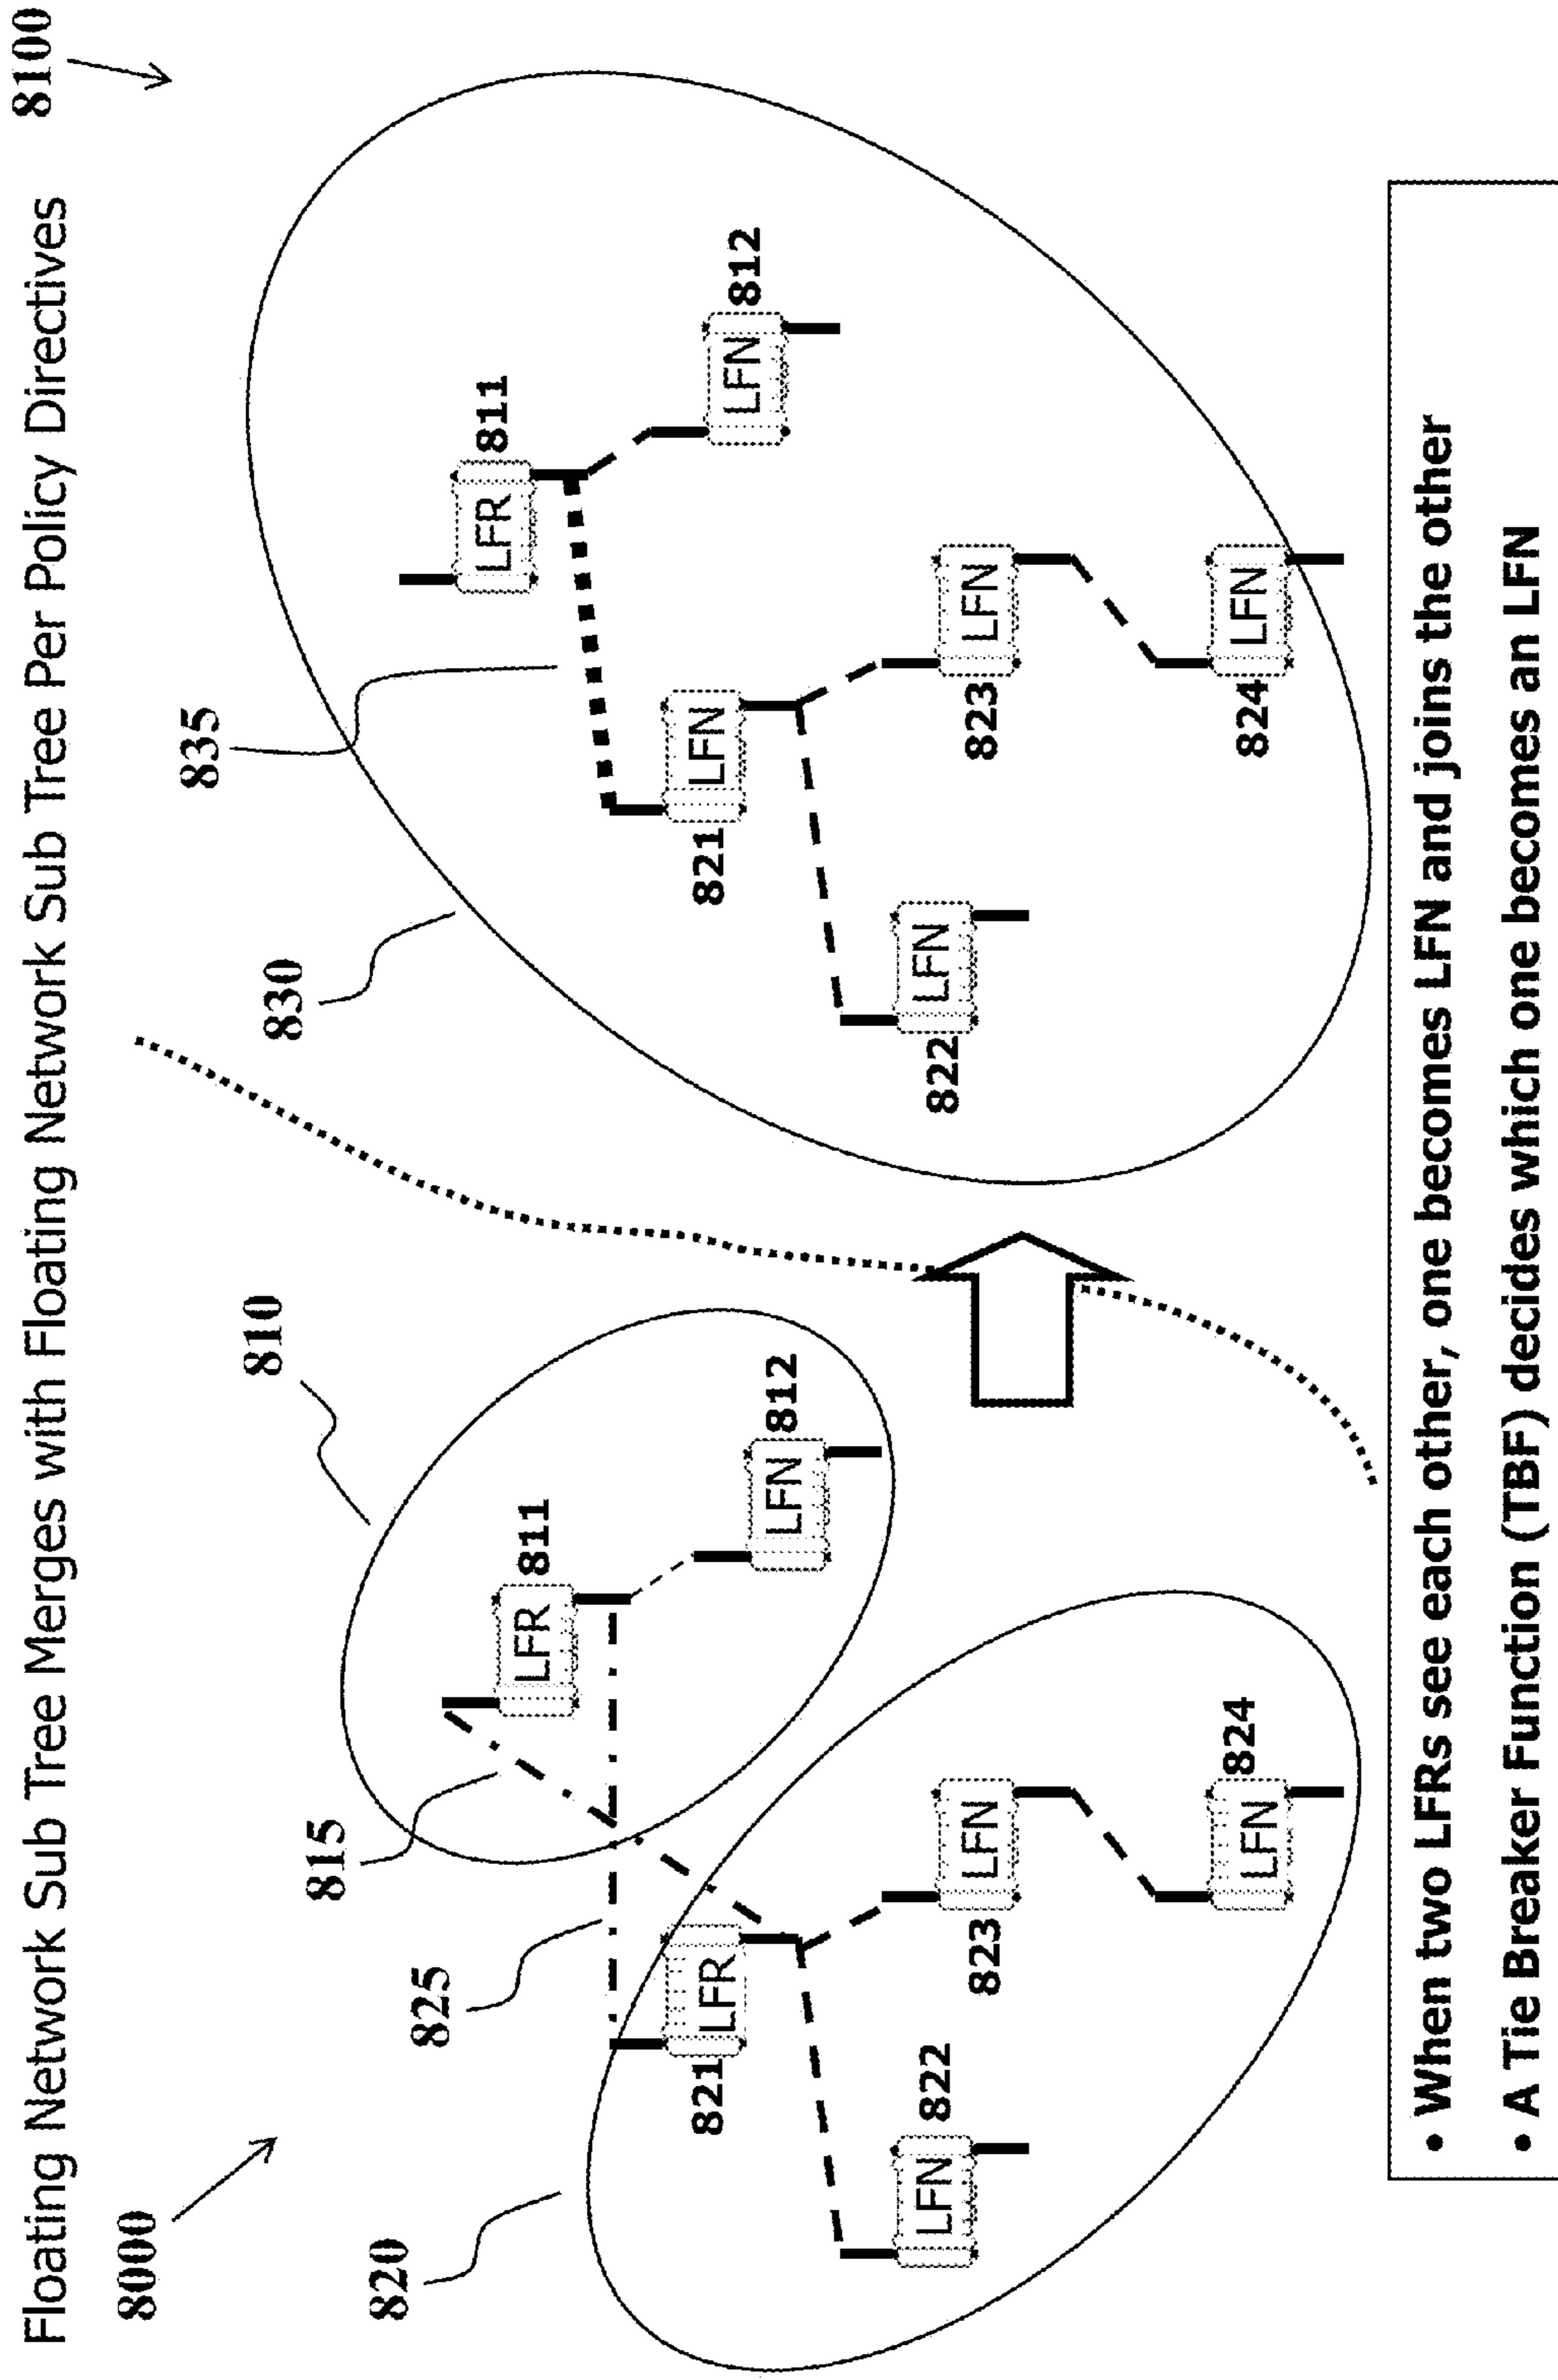 Floating Network Sub Tree Merges with Floating Network Sub Tree Per Policy Directives
8000
8100
820
825
815
810
821
LFR
822
LFN
823
LFN
824
LFN
LFR
811
LFN
812
830
835
821
LFN
822
LFN
823
LFN
824
LFN
LFR
811
LFN
812
• When two LFRs see each other, one becomes LFN and joins the other
• A Tie Breaker Function (TBF) decides which one becomes an LFN